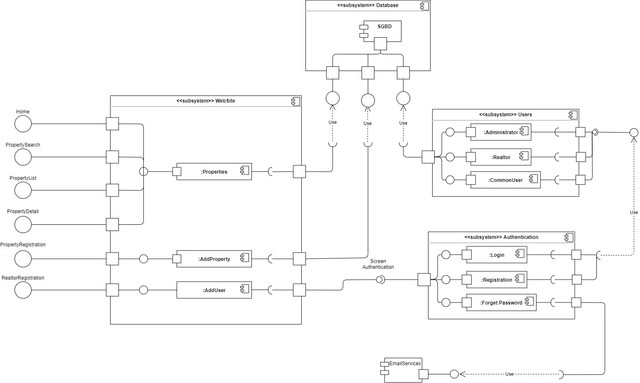 <<subsystem>> Database
SGBD
<<subsystem>> WebSite
Home
PropertySearch
PropertyList
PropertyDetail
PropertyRegistration
RealtorRegistration
:Properties
:AddProperty
:AddUser
Use
Use
Use
<<subsystem>> Users
:Administrator
:Realtor
:CommonUser
Use
Screen
Authentication
<<subsystem>> Authentication
:Login
:Registration
:Forget Password
EmailServices
Use